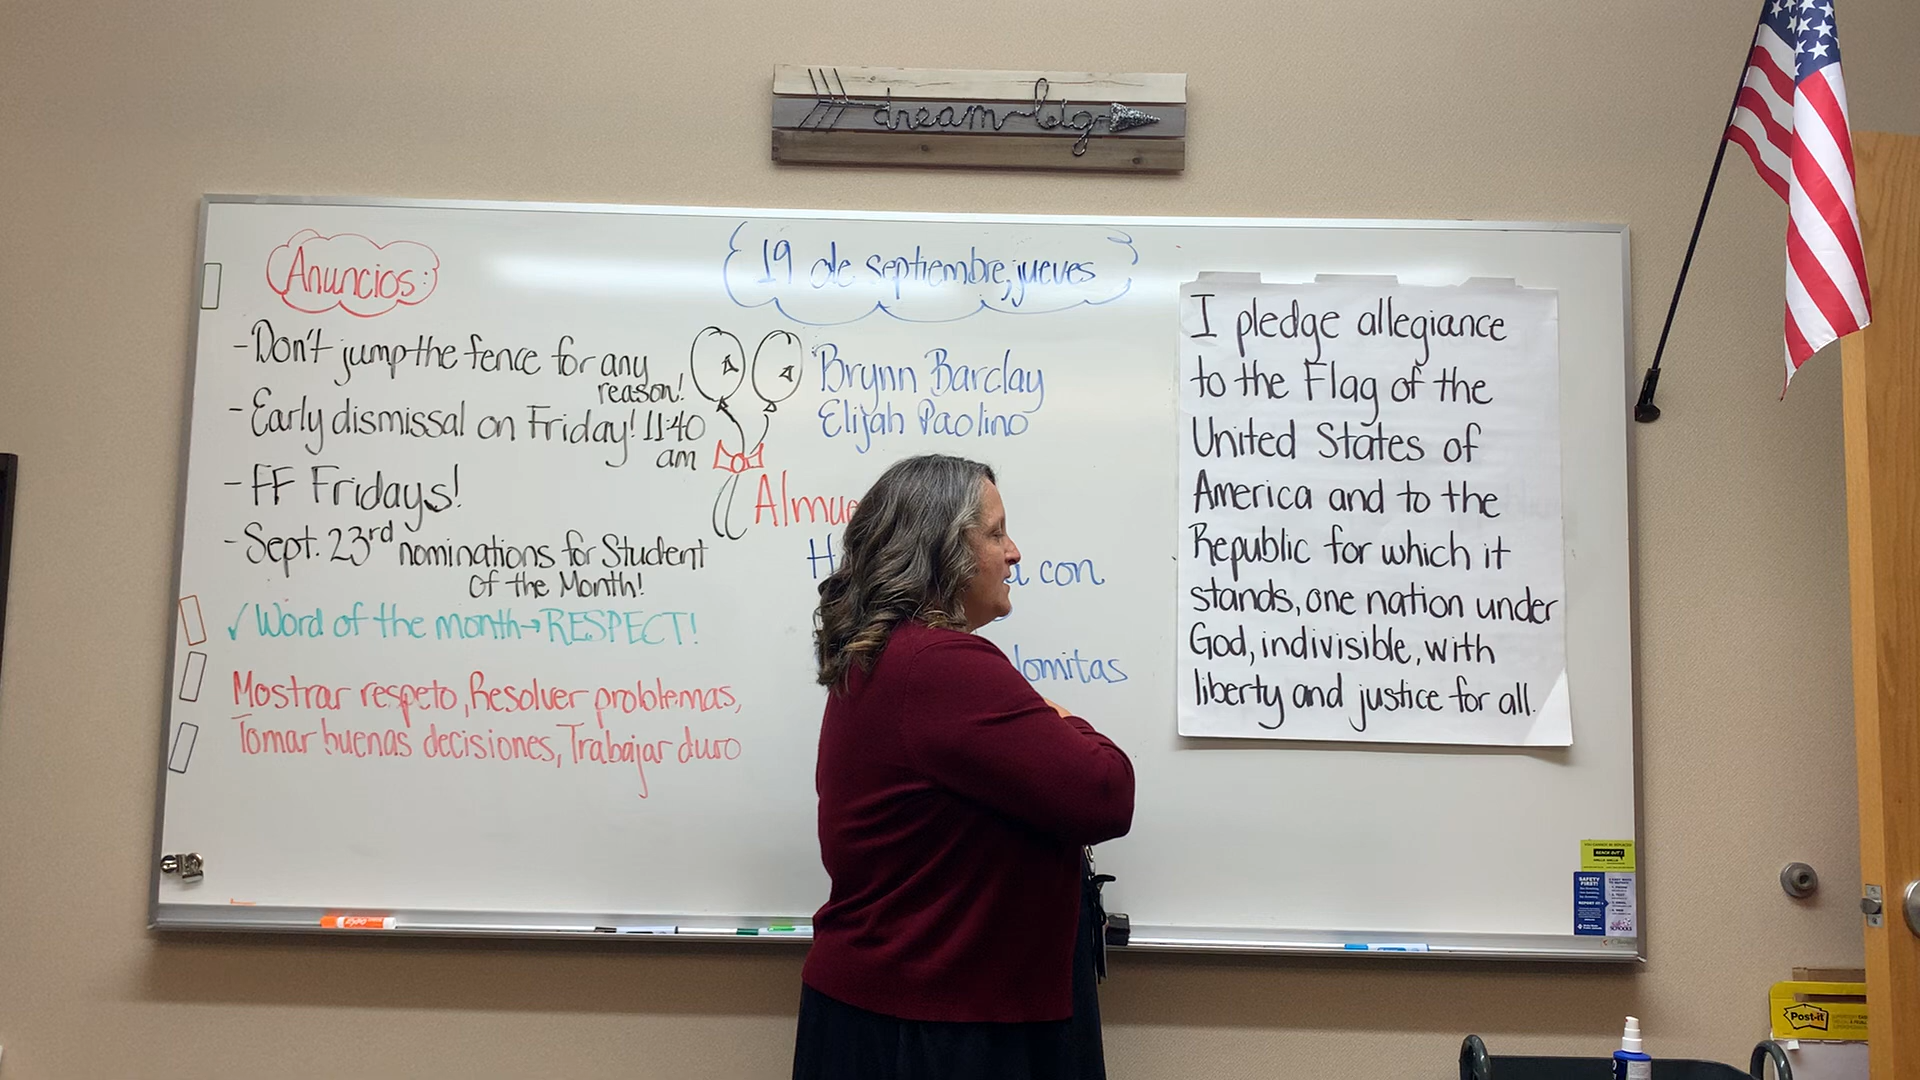 dream big
Anuncios:
19 de septiembre, jueves
-Don't jump the fence for any
reason!
-Early dismissal on Friday! 11:40
am
-FF Fridays!
-Sept. 23rd nominations for Student
of the Month!
✓Word of the month→RESPECT!
Mostrar respeto, Resolver problemas,
Tomar buenas decisiones, Trabajar duro
Brynn Barclay
Elijah Paolino
con
I pledge allegiance
to the Flag of the
United States of
America and to the
Republic for which it
stands, one nation under
God, indivisible, with
liberty and justice for all.
SAFETY
FIRST!
Post-it